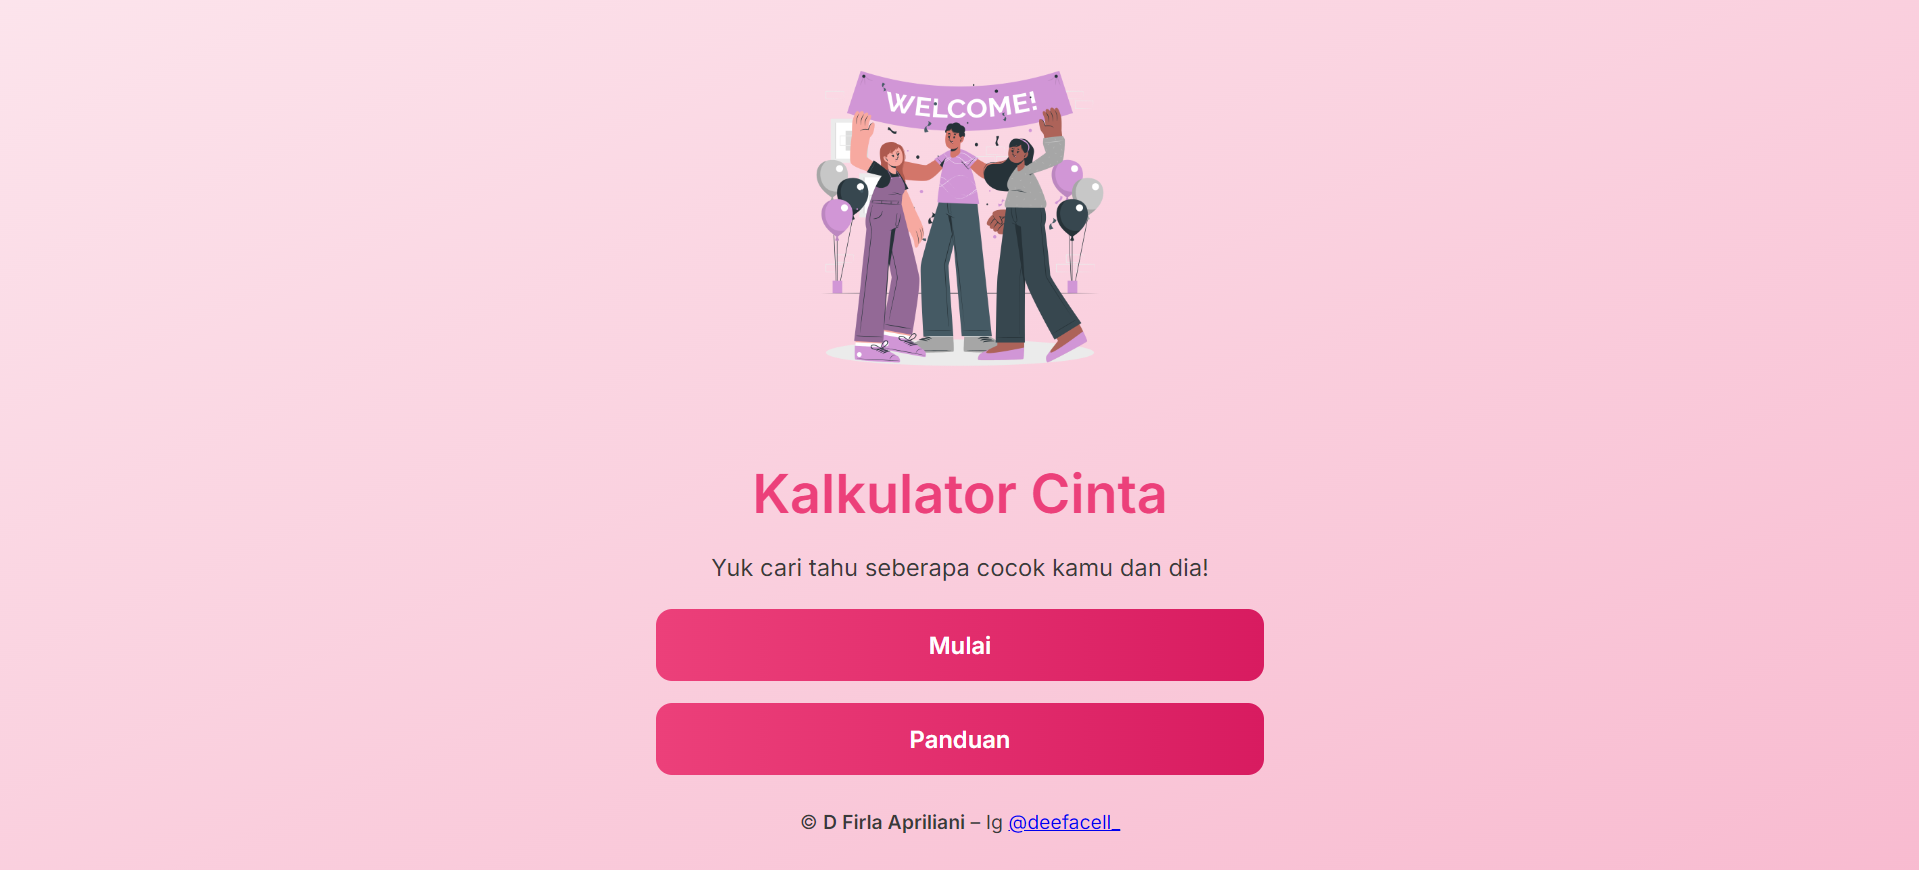 WELCOME!
Kalkulator Cinta
Yuk cari tahu seberapa cocok kamu dan dia!
Mulai
Panduan
© D Firla Apriliani – Ig @deefacell_